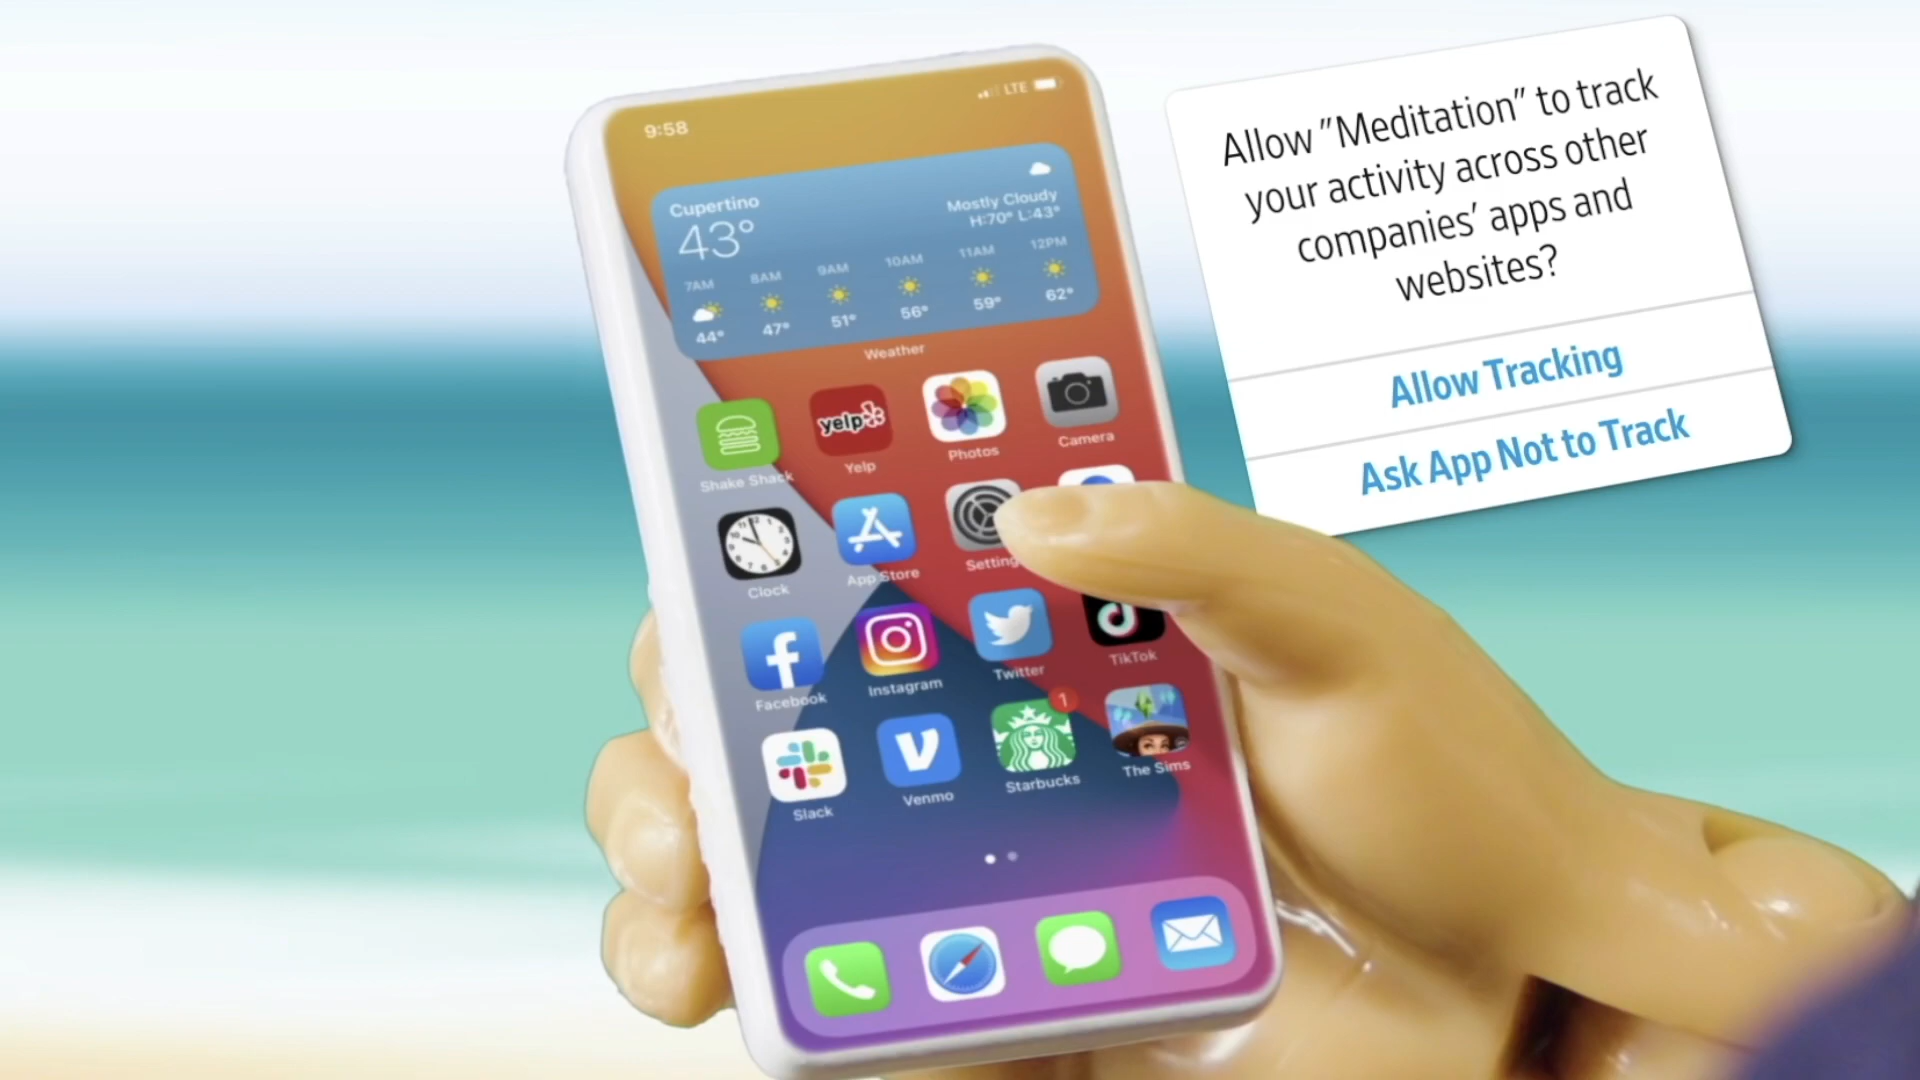 9:58
LTE
Cupertino
43°
Mostly Cloudy
H:70° L:43°
7AM 8AM 9AM 10AM 11AM 12PM
44° 47° 51° 56° 59° 62°
Weather
yelp
Shake Shack Yelp Photos Camera
Clock App Store Setting
Facebook Instagram Twitter TikTok
1
Slack Venmo Starbucks The Sims
Allow "Meditation" to track
your activity across other
companies' apps and
websites?
Allow Tracking
Ask App Not to Track